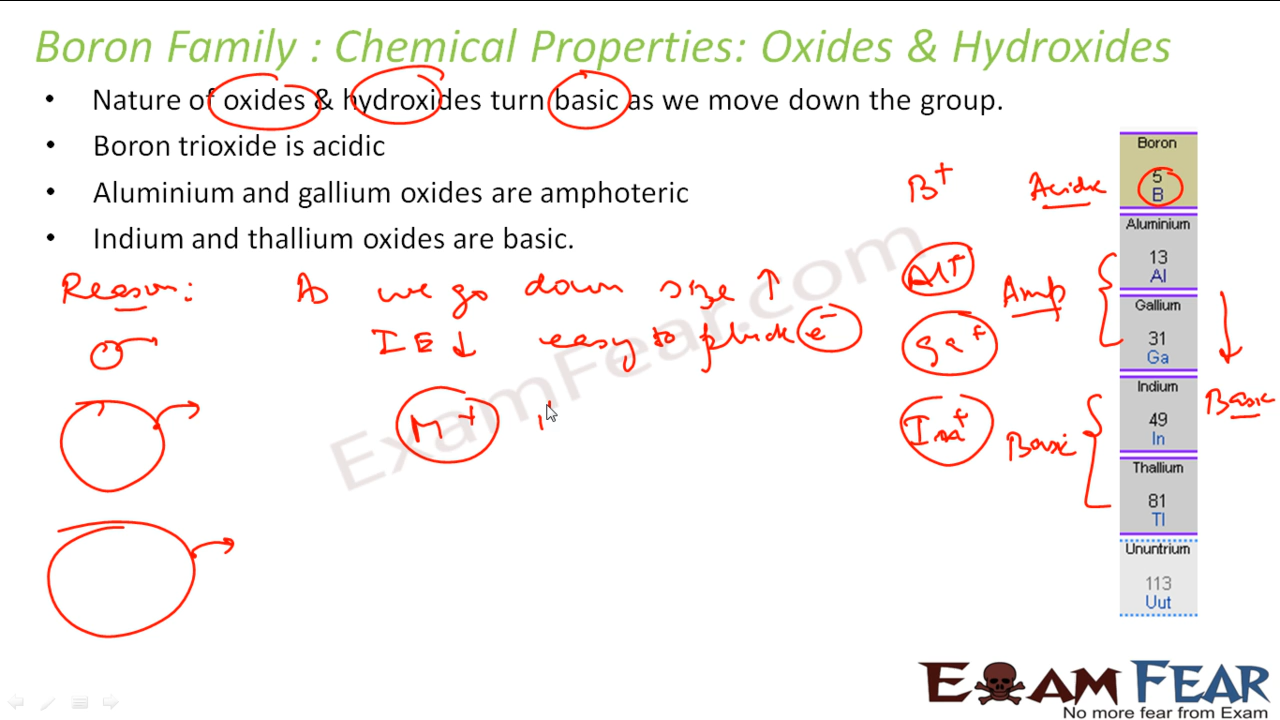 Boron Family : Chemical Properties: Oxides & Hydroxides
• Nature of oxides & hydroxides turn basic as we move down the group.
• Boron trioxide is acidic
• Aluminium and gallium oxides are amphoteric
• Indium and thallium oxides are basic.
Reason: As we go down size ↑
IE ↓ easy to pluck e⁻
M⁺
B⁺ Acidic
Al⁺ Amp
Ga⁺
Basic
Basic
Boron
5
B
Aluminium
13
Al
Gallium
31
Ga
Indium
49
In
Thallium
81
Tl
Ununtrium
113
Uut
ExamFear.com
EXAM FEAR
No more fear from Exam